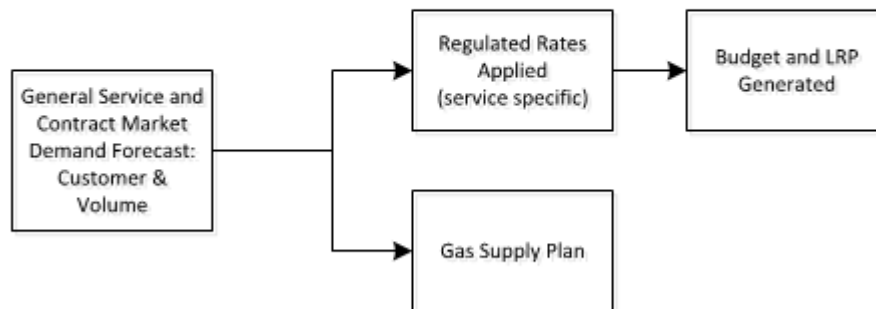 General Service and
Contract Market
Demand Forecast:
Customer &
Volume
Regulated Rates
Applied
(service specific)
Budget and LRP
Generated
Gas Supply Plan